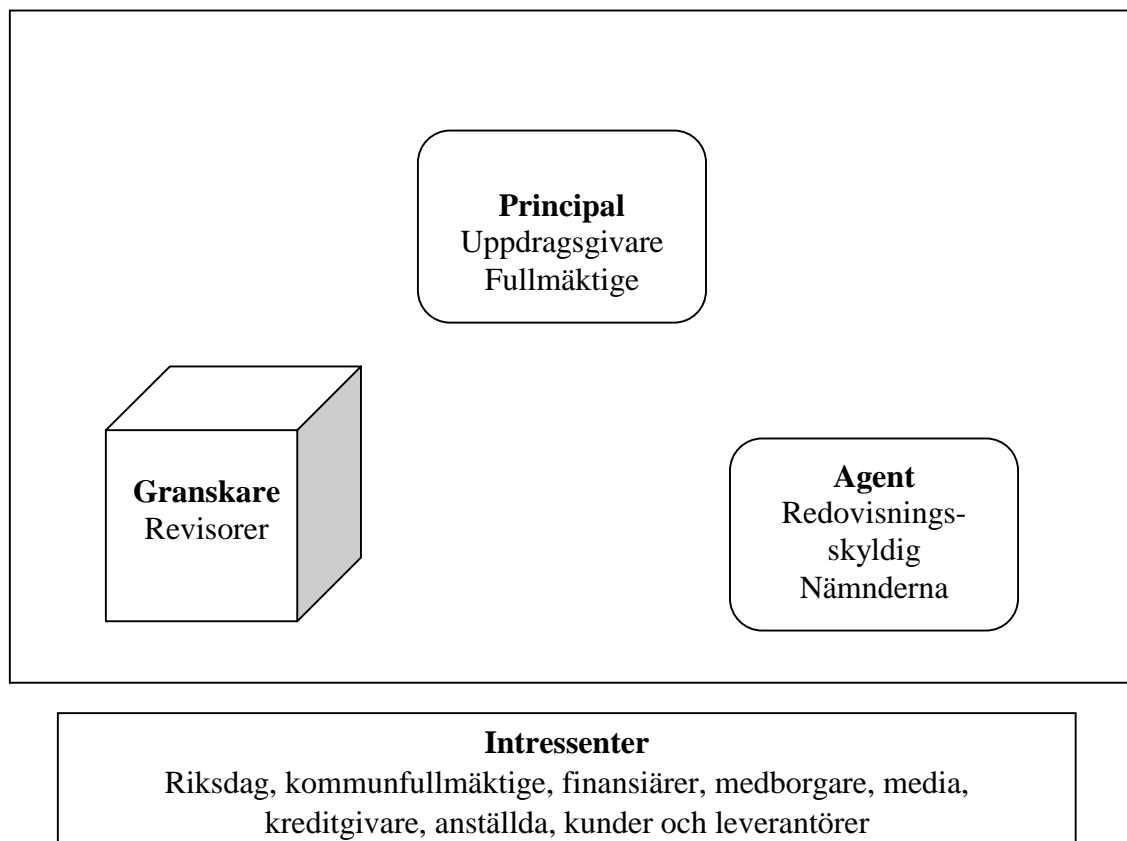 Principal
Uppdragsgivare
Fullmäktige
Granskare
Revisorer
Agent
Redovisnings-
skyldig
Nämnderna
Intressenter
Riksdag, kommunfullmäktige, finansiärer, medborgare, media,
kreditgivare, anställda, kunder och leverantörer